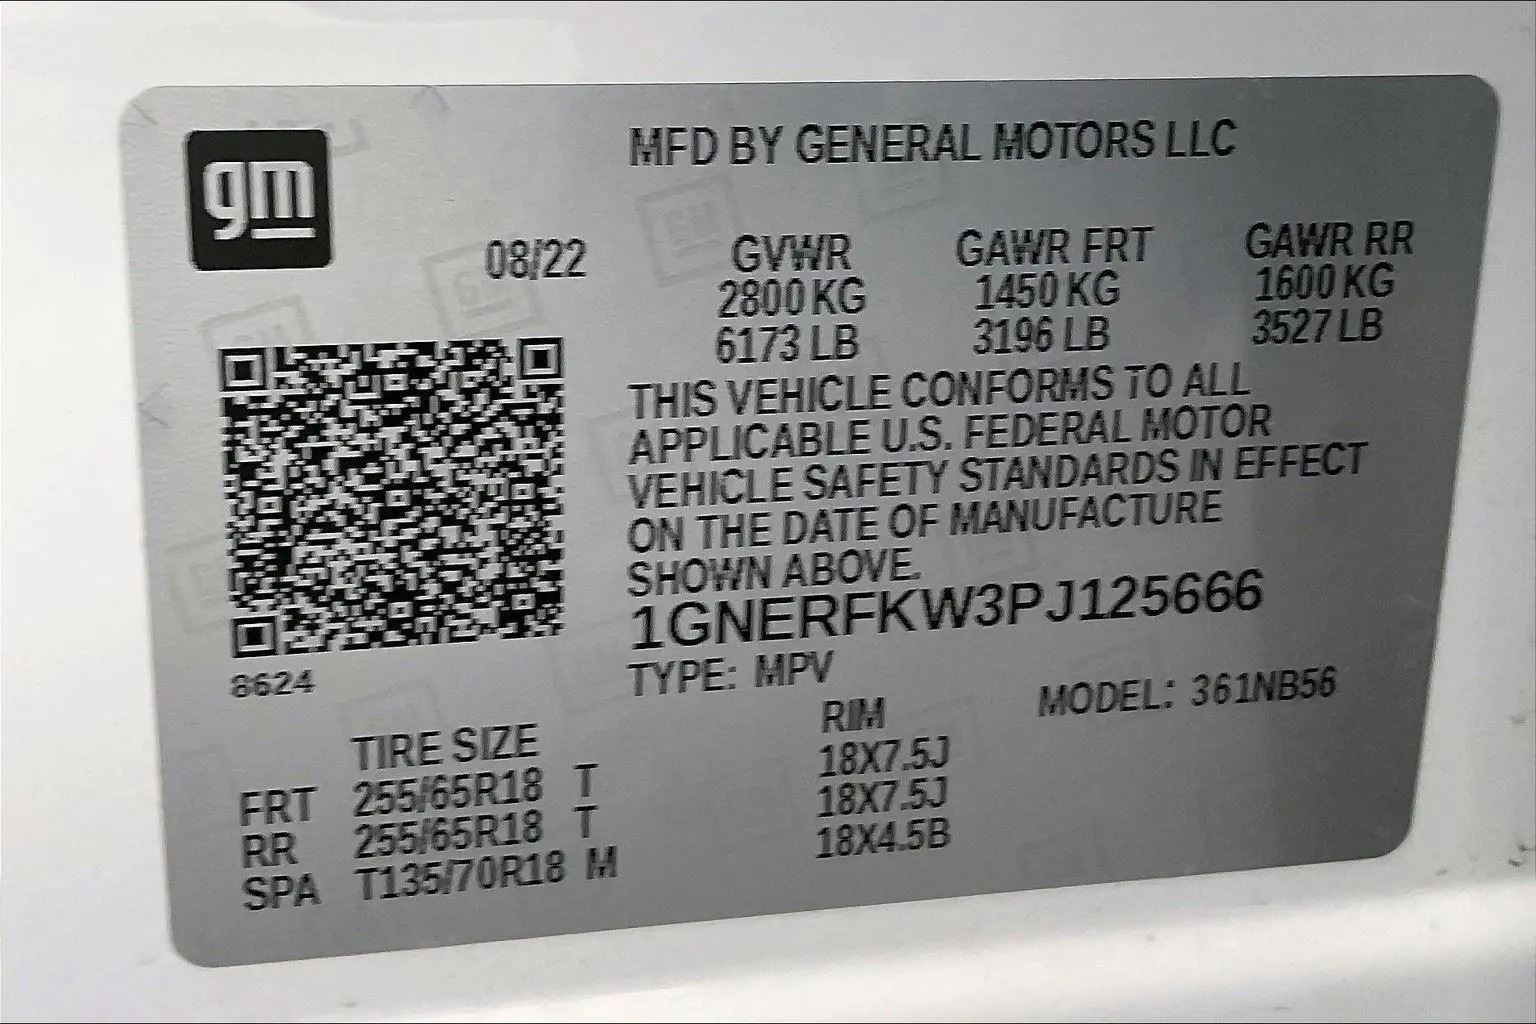 gm
MFD BY GENERAL MOTORS LLC
08/22
GVWR GAWR FRT GAWR RR
2800 KG 1450 KG 1600 KG
6173 LB 3196 LB 3527 LB
THIS VEHICLE CONFORMS TO ALL
APPLICABLE U.S. FEDERAL MOTOR
VEHICLE SAFETY STANDARDS IN EFFECT
ON THE DATE OF MANUFACTURE
SHOWN ABOVE.
1GNERFKW3PJ125666
TYPE: MPV MODEL: 361NB56
8624
TIRE SIZE RIM
FRT 255/65R18 T 18X7.5J
RR 255/65R18 T 18X7.5J
SPA T135/70R18 M 18X4.5B